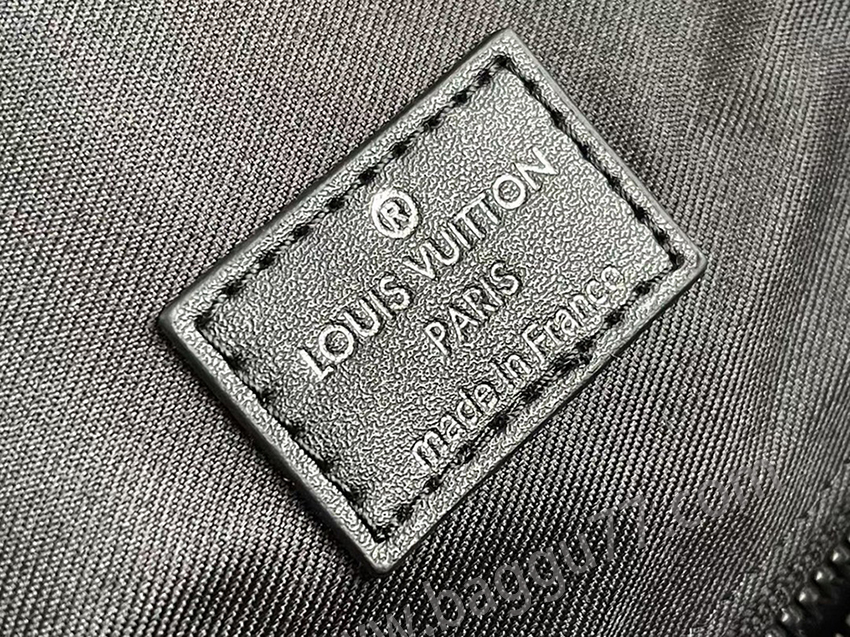 ®
LOUIS VUITTON
PARIS
made in France
www.baggu77.com